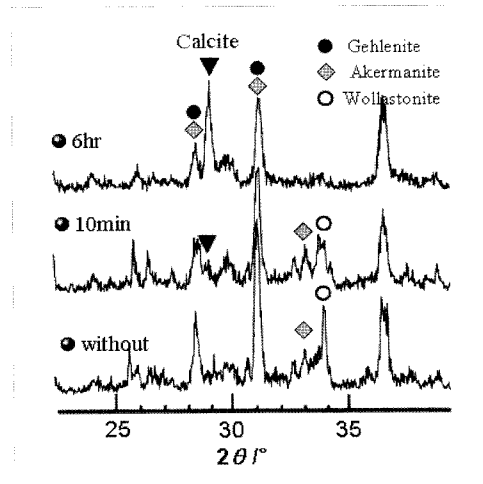 Calcite
Gehlenite
Akermanite
Wollastonite
6hr
10min
without
25 30 35
2θ/°